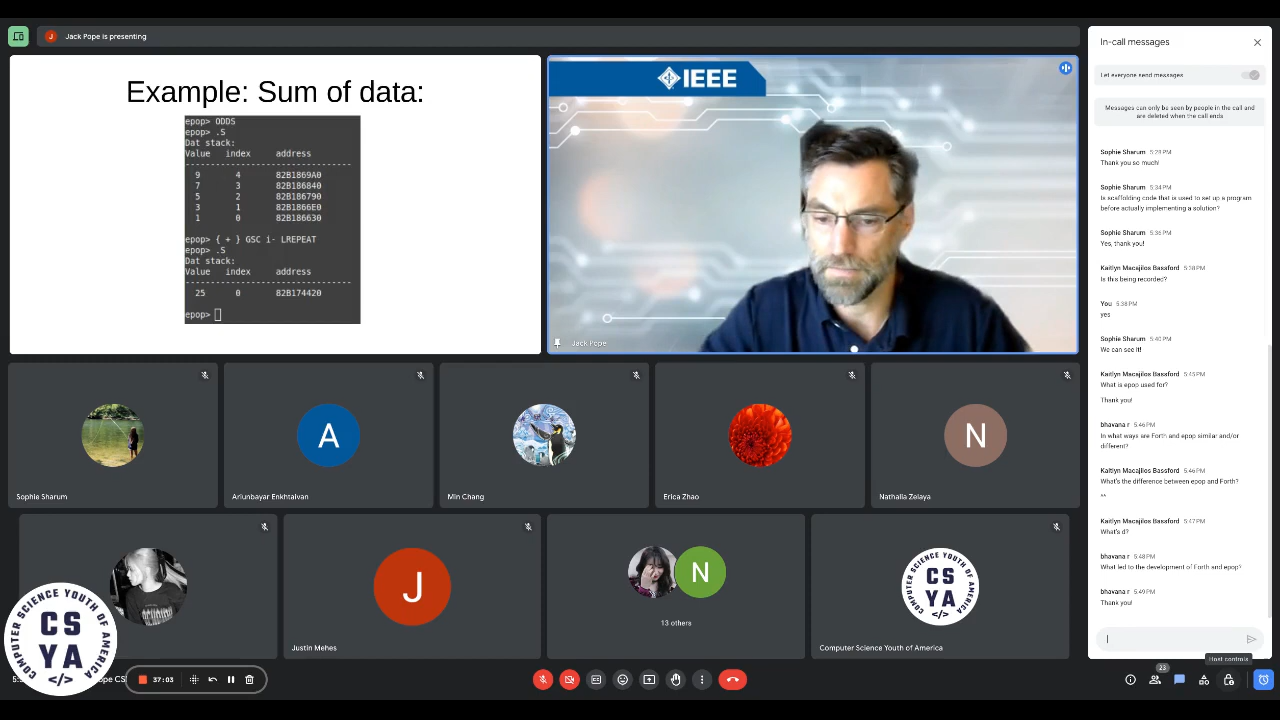 Jack Pope is presenting
J
Example: Sum of data:
epop> ODDS
epop> .S
Dat stack:
Value index address
9 4 82B1869A0
7 3 82B186840
5 2 82B186790
3 1 82B1866E0
1 0 82B186630
epop> { + } GSC i- LREPEAT
epop> .S
Dat stack:
Value index address
25 0 82B174420
epop>
IEEE
Jack Pope
Sophie Sharum
A
Ariunbayar Enkhtaivan
Min Chang
Erica Zhao
N
Nathalia Zelaya
J
Justin Mehes
N
13 others
COMPUTER SCIENCE YOUTH OF AMERICA
CS
YA
</>
Computer Science Youth of America
COMPUTER SCIENCE YOUTH OF AMERICA
CS
YA
</>
37:03
In-call messages
Let everyone send messages
Messages can only be seen by people in the call and
are deleted when the call ends
Sophie Sharum 5:28 PM
Thank you so much!
Sophie Sharum 5:34 PM
Is scaffolding code that is used to set up a program
before actually implementing a solution?
Sophie Sharum 5:36 PM
Yes, thank you!
Kaitlyn Macajilos Bassford 5:38 PM
Is this being recorded?
You 5:38 PM
yes
Sophie Sharum 5:40 PM
We can see it!
Kaitlyn Macajilos Bassford 5:45 PM
What is epop used for?
Thank you!
bhavana r 5:46 PM
In what ways are Forth and epop similar and/or
different?
Kaitlyn Macajilos Bassford 5:46 PM
What's the difference between epop and Forth?
^^
Kaitlyn Macajilos Bassford 5:47 PM
What's d?
bhavana r 5:48 PM
What led to the development of Forth and epop?
bhavana r 5:49 PM
Thank you!
Host controls
23